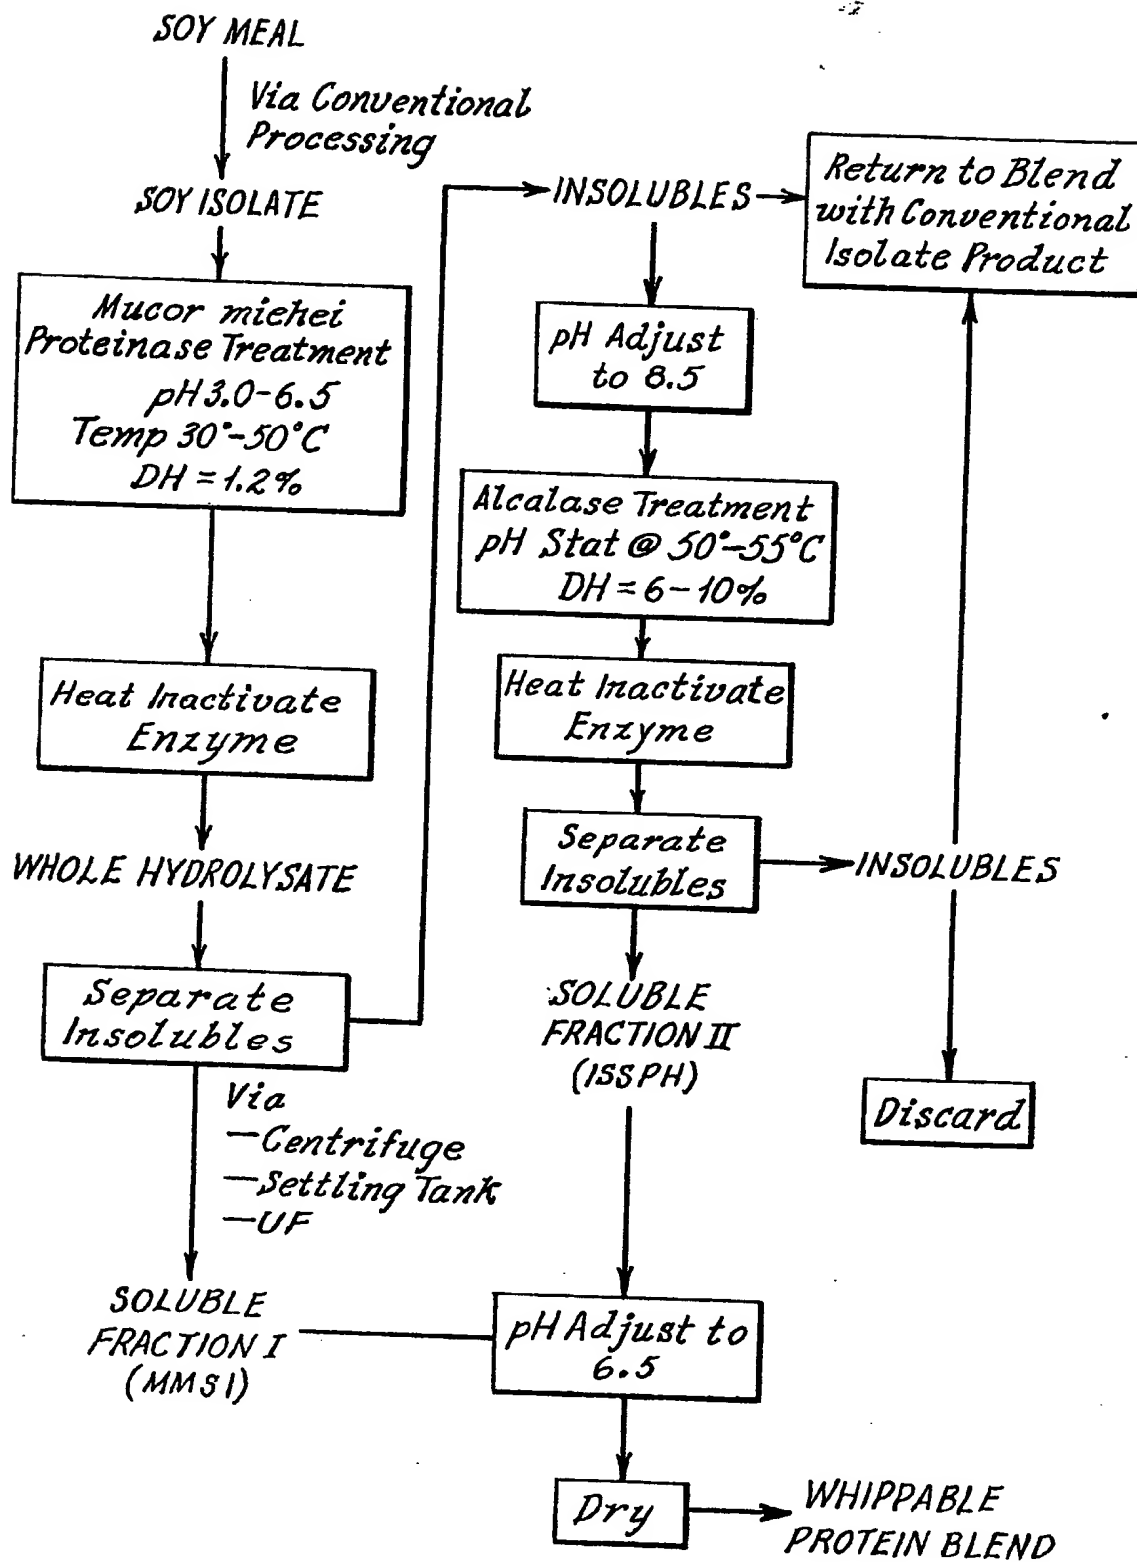 SOY MEAL
Via Conventional
Processing
SOY ISOLATE
Mucor miehei
Proteinase Treatment
pH 3.0-6.5
Temp 30°-50°C
DH = 1.2%
Heat Inactivate
Enzyme
WHOLE HYDROLYSATE
Separate
Insolubles
Via
—Centrifuge
—Settling Tank
—UF
SOLUBLE
FRACTION I
(MMSI)
INSOLUBLES
Return to Blend
with Conventional
Isolate Product
pH Adjust
to 8.5
Alcalase Treatment
pH Stat @ 50°-55°C
DH = 6-10%
Heat Inactivate
Enzyme
Separate
Insolubles
INSOLUBLES
Discard
SOLUBLE
FRACTION II
(ISSPH)
pH Adjust to
6.5
Dry
WHIPPABLE
PROTEIN BLEND